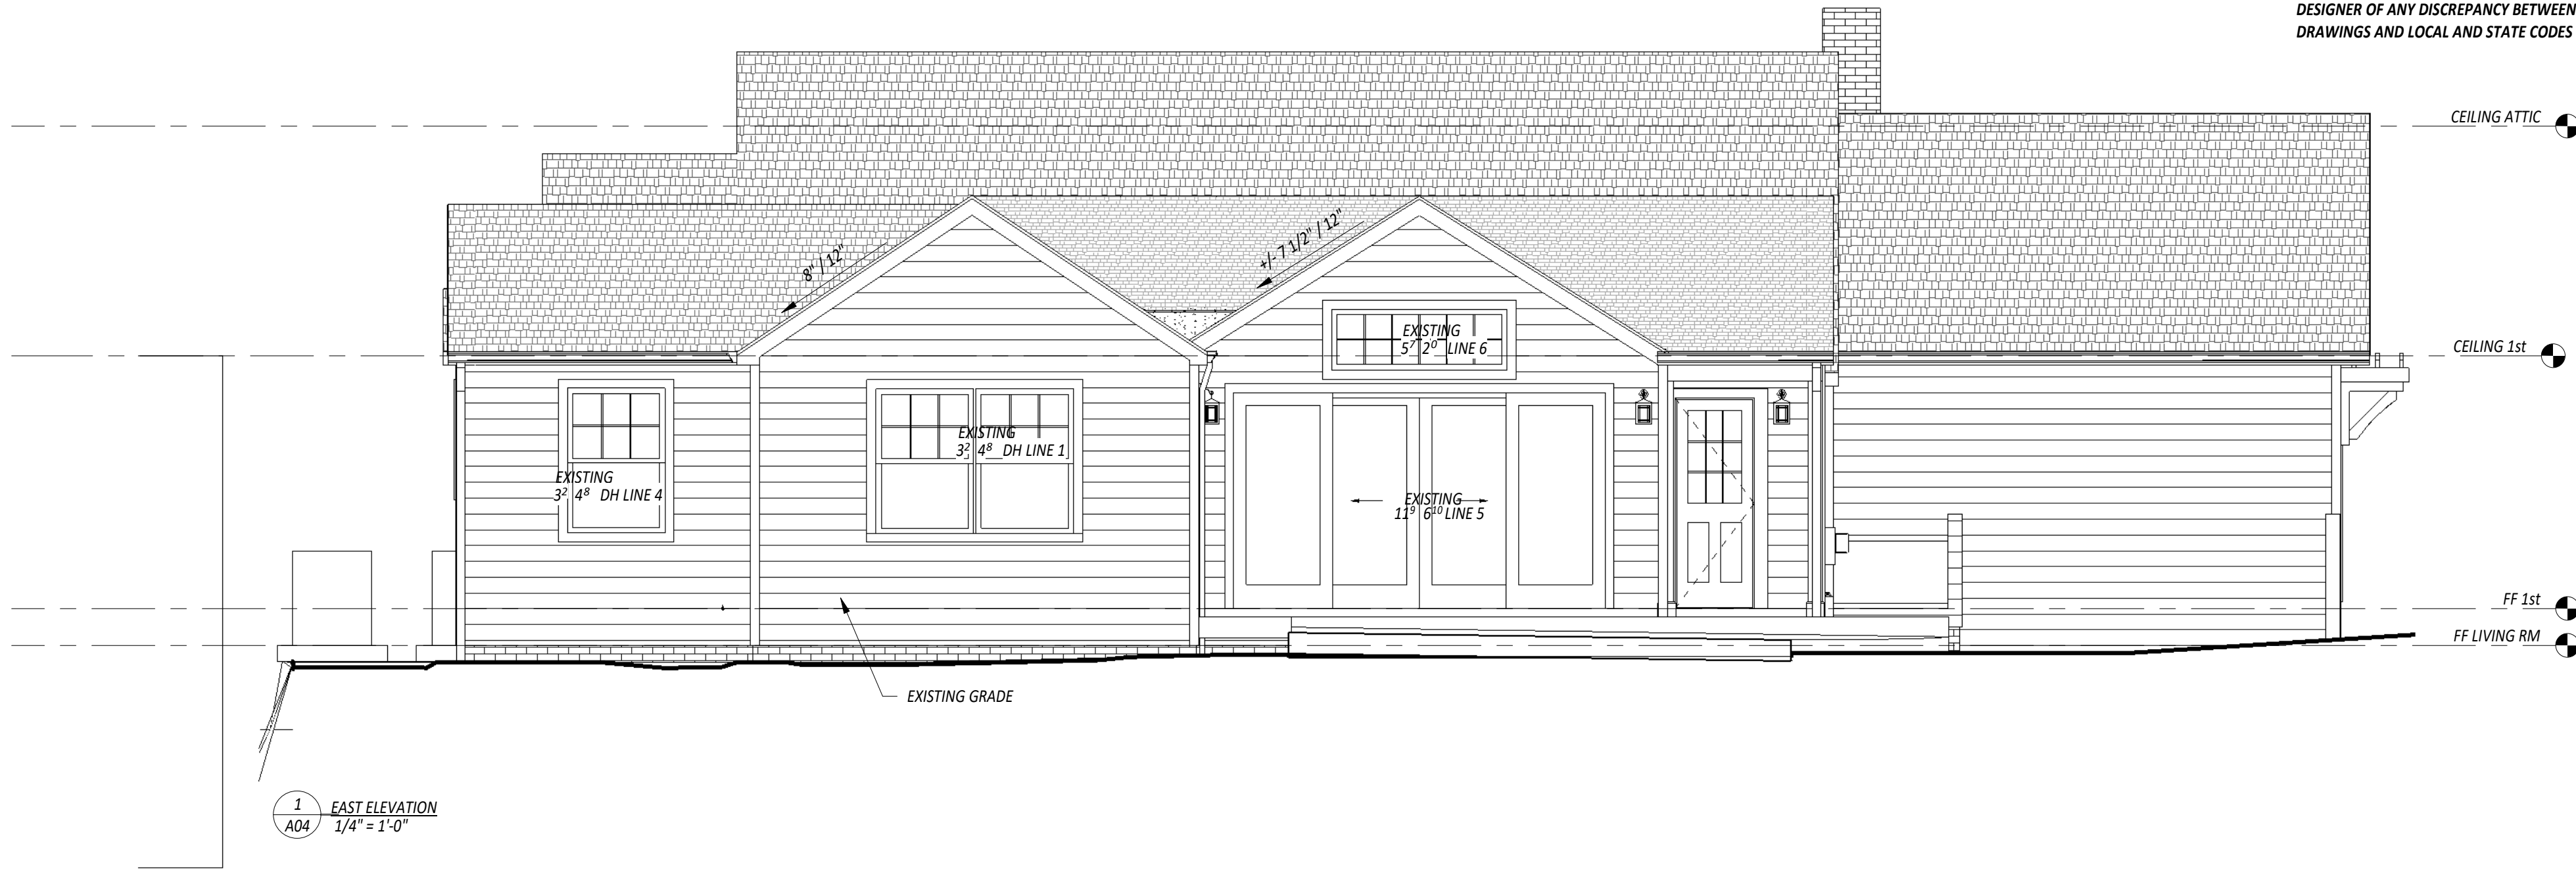 DESIGNER OF ANY DISCREPANCY BETWEEN
DRAWINGS AND LOCAL AND STATE CODES
CEILING ATTIC
8" / 12"
+/- 7 1/2" / 12"
EXISTING
5⁷ 2⁰ LINE 6
CEILING 1st
EXISTING
3² 4⁸ DH LINE 1
EXISTING
3² 4⁸ DH LINE 4
EXISTING
11⁹ 6¹⁰ LINE 5
FF 1st
FF LIVING RM
EXISTING GRADE
1
A04
EAST ELEVATION
1/4" = 1'-0"